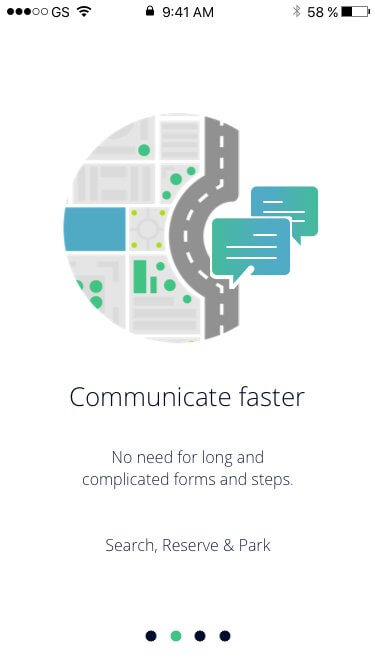 GS 9:41 AM 58 %
Communicate faster
No need for long and
complicated forms and steps.
Search, Reserve & Park